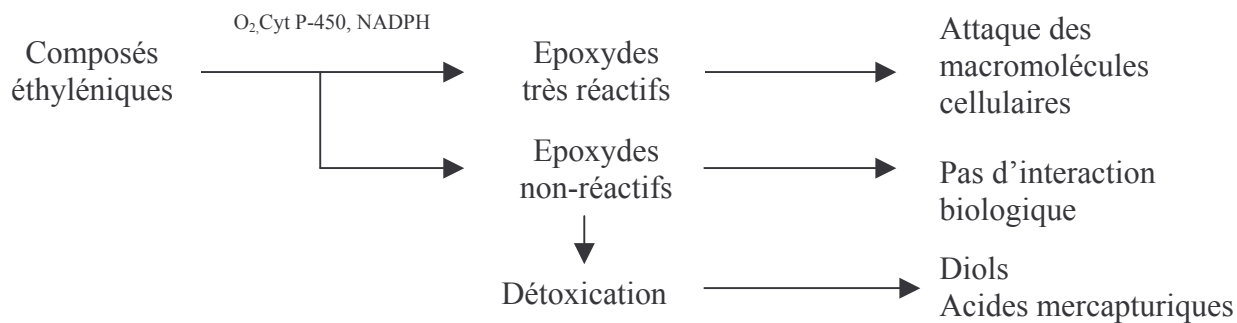 O2,Cyt P-450, NADPH
Composés
éthyléniques
Epoxydes
très réactifs
Attaque des
macromolécules
cellulaires
Epoxydes
non-réactifs
Pas d’interaction
biologique
Détoxication
Diols
Acides mercapturiques